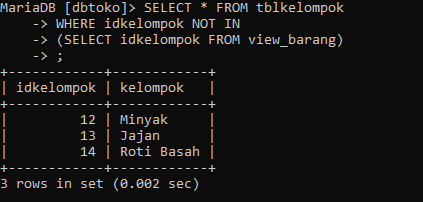 MariaDB [dbtoko]> SELECT * FROM tblkelompok
    -> WHERE idkelompok NOT IN
    -> (SELECT idkelompok FROM view_barang)
    -> ;
+------------+------------+
| idkelompok | kelompok   |
+------------+------------+
|         12 | Minyak     |
|         13 | Jajan      |
|         14 | Roti Basah |
+------------+------------+
3 rows in set (0.002 sec)